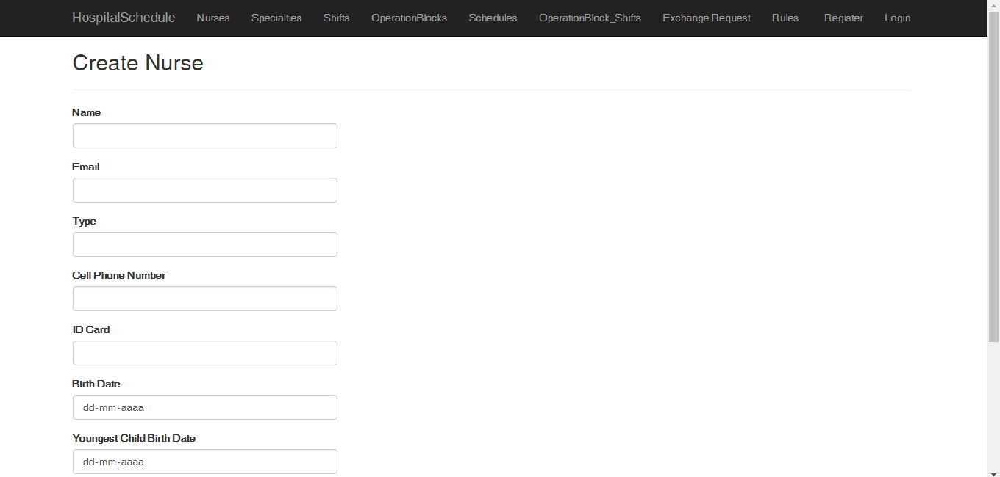 HospitalSchedule Nurses Specialties Shifts OperationBlocks Schedules OperationBlock_Shifts Exchange Request Rules Register Login
Create Nurse
Name
Email
Type
Cell Phone Number
ID Card
Birth Date
dd-mm-aaaa
Youngest Child Birth Date
dd-mm-aaaa